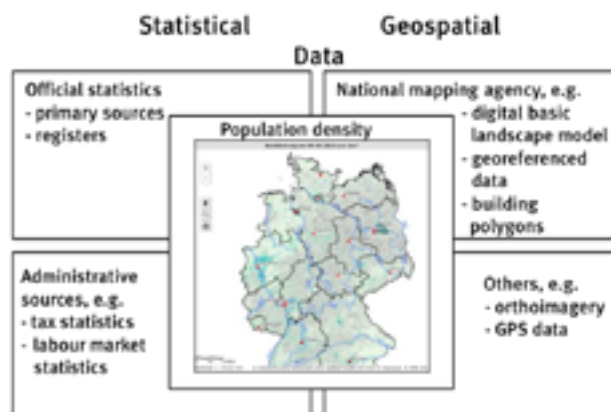 Statistical
Geospatial
Data
Official statistics
- primary sources
- registers
National mapping agency, e.g.
- digital basic
landscape model
- georeferenced
data
- building
polygons
Population density
Administrative
sources, e.g.
- tax statistics
- labour market
statistics
Others, e.g.
- orthoimagery
- GPS data